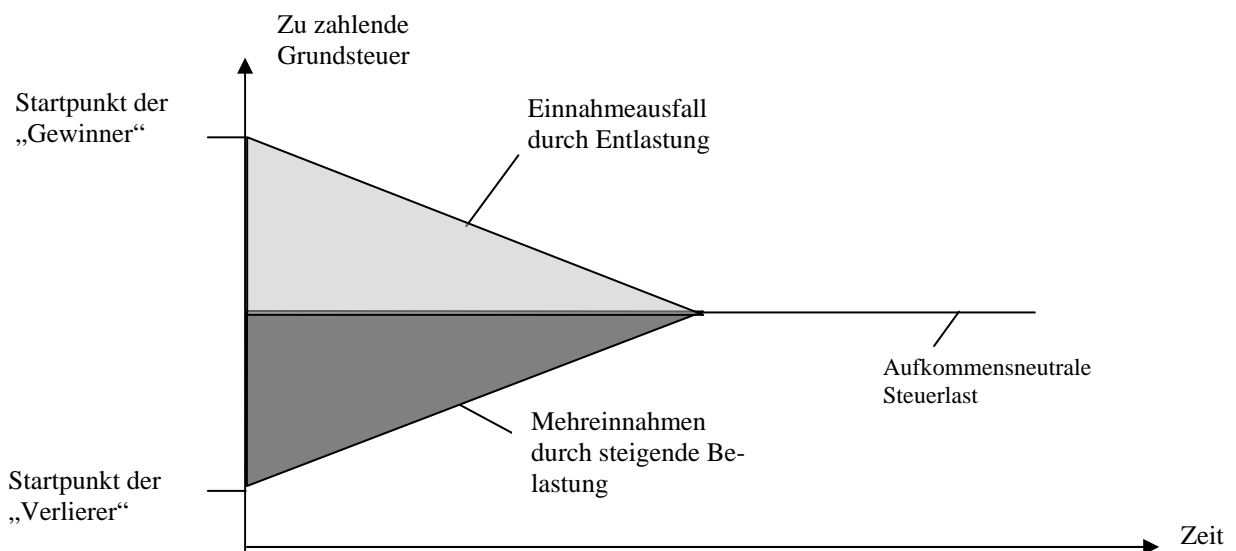 Zu zahlende
Grundsteuer
Startpunkt der
„Gewinner“
Einnahmeausfall
durch Entlastung
Aufkommensneutrale
Steuerlast
Mehreinnahmen
durch steigende Be-
lastung
Startpunkt der
„Verlierer“
Zeit